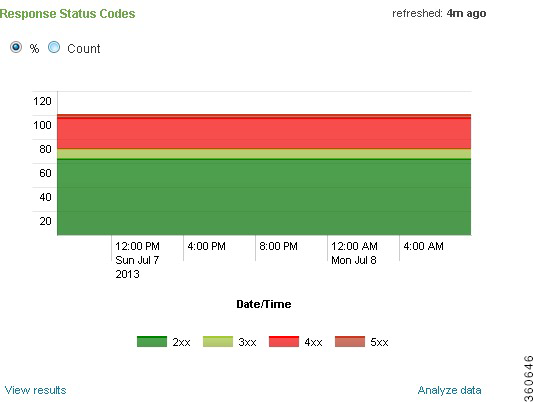 Response Status Codes
refreshed: 4m ago
% Count
120
100
80
60
40
20
12:00 PM 4:00 PM 8:00 PM 12:00 AM 4:00 AM
Sun Jul 7 Mon Jul 8
2013
Date/Time
2xx 3xx 4xx 5xx
View results
Analyze data
360646